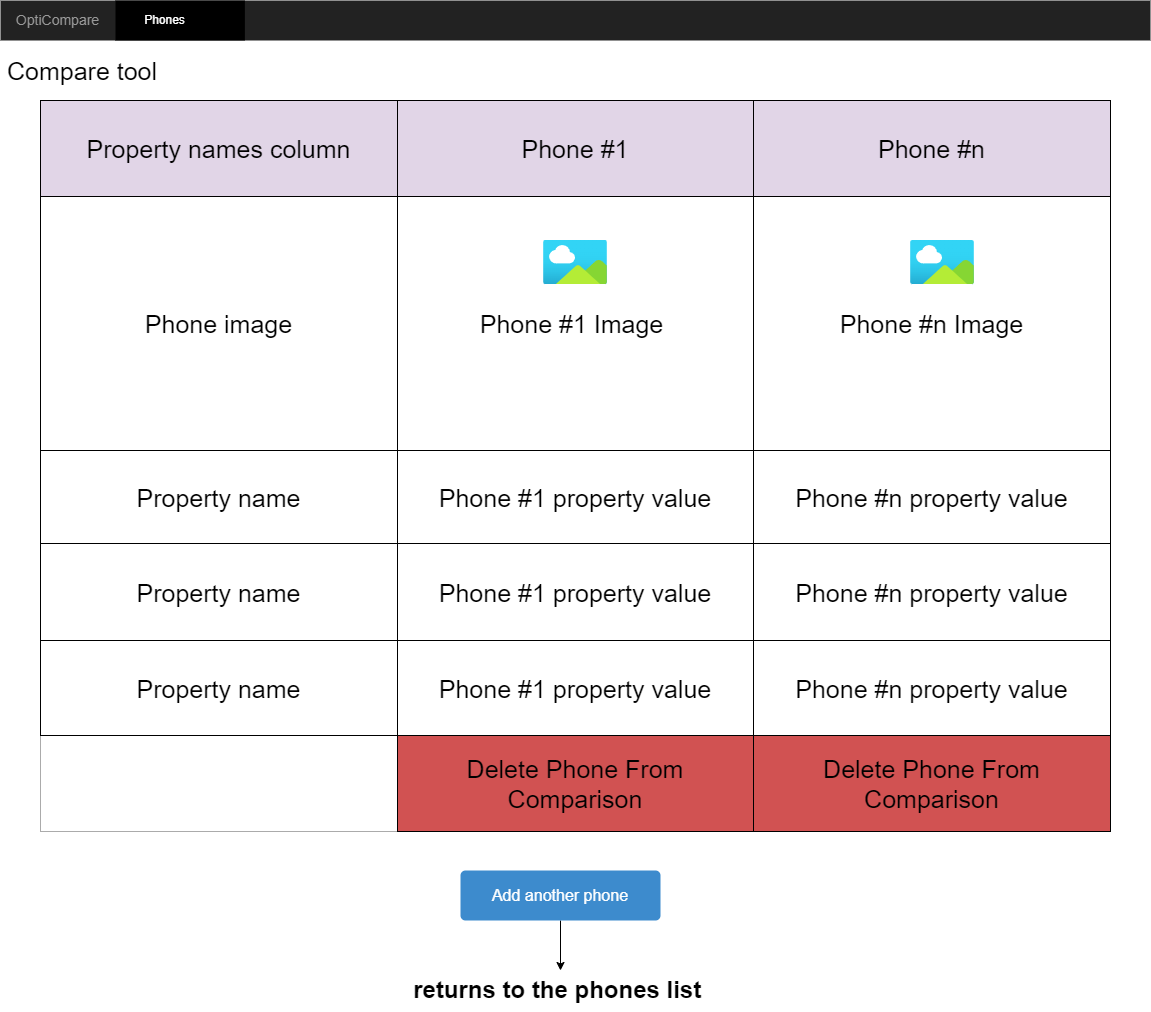 OptiCompare Phones
Compare tool
Property names column Phone #1 Phone #n
Phone image Phone #1 Image Phone #n Image
Property name Phone #1 property value Phone #n property value
Property name Phone #1 property value Phone #n property value
Property name Phone #1 property value Phone #n property value
Delete Phone From Delete Phone From
Comparison Comparison
Add another phone
returns to the phones list